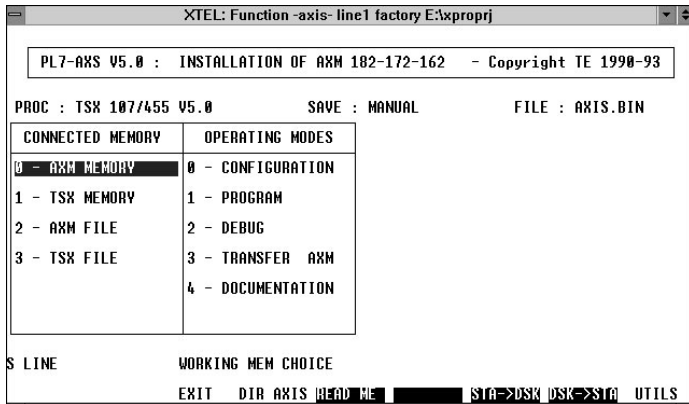 XTEL: Function -axis- line1 factory E:\xproprj
PL7-AXS V5.0 : INSTALLATION OF AXM 182-172-162 - Copyright TE 1990-93
PROC : TSX 107/455 V5.0 SAVE : MANUAL FILE : AXIS.BIN
CONNECTED MEMORY OPERATING MODES
0 - AXM MEMORY 0 - CONFIGURATION
1 - TSX MEMORY 1 - PROGRAM
2 - AXM FILE 2 - DEBUG
3 - TSX FILE 3 - TRANSFER AXM
4 - DOCUMENTATION
S LINE WORKING MEM CHOICE
EXIT DIR AXIS READ ME STA->DSK DSK->STA UTILS